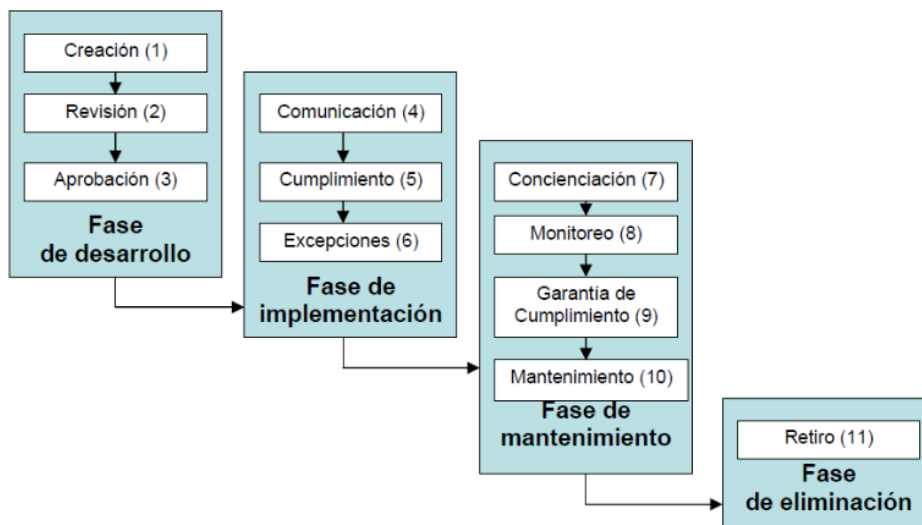 Creación (1)
Revisión (2)
Aprobación (3)
Fase
de desarrollo
Comunicación (4)
Cumplimiento (5)
Excepciones (6)
Fase de
implementación
Concienciación (7)
Monitoreo (8)
Garantía de
Cumplimiento (9)
Mantenimiento (10)
Fase de
mantenimiento
Retiro (11)
Fase
de eliminación